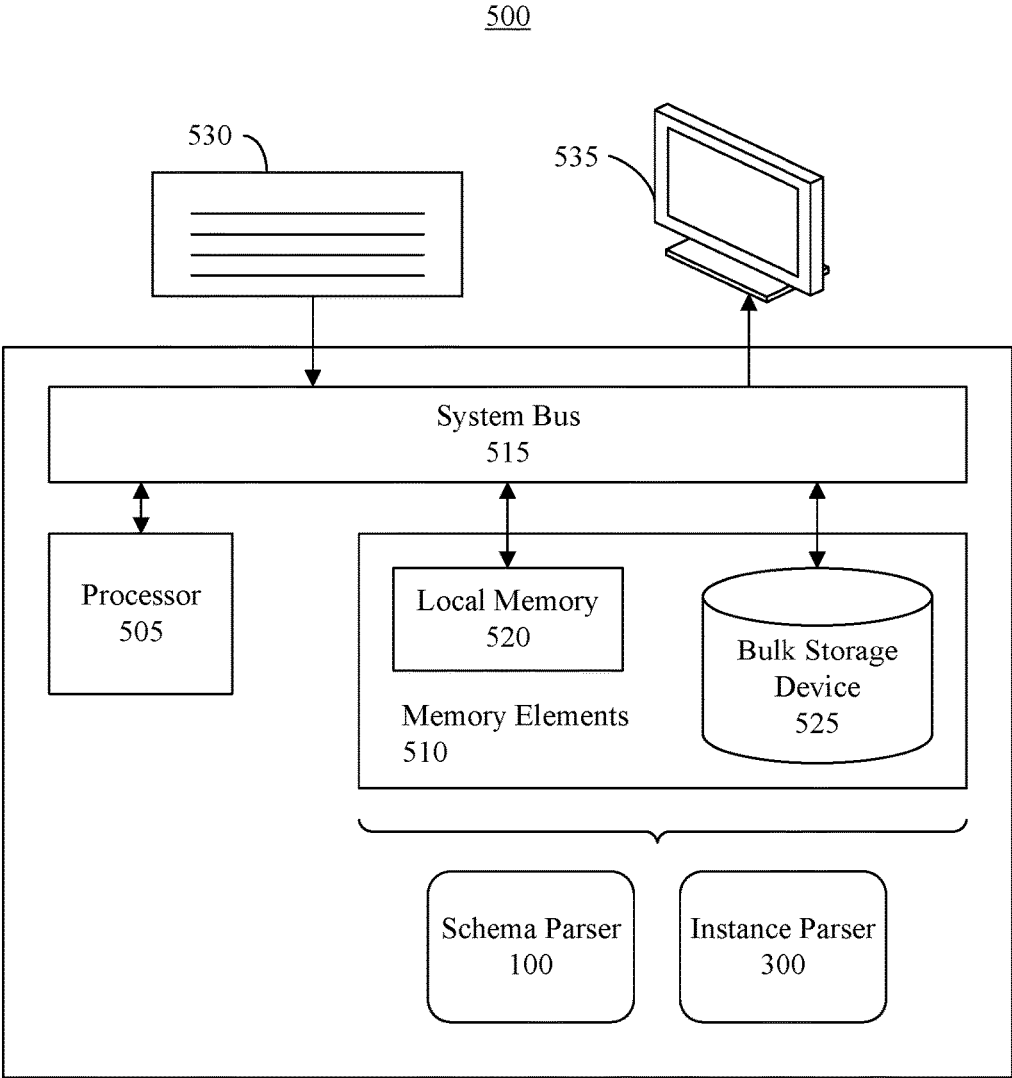 500
530
535
System Bus
515
Processor
505
Local Memory
520
Memory Elements
510
Bulk Storage
Device
525
Schema Parser
100
Instance Parser
300